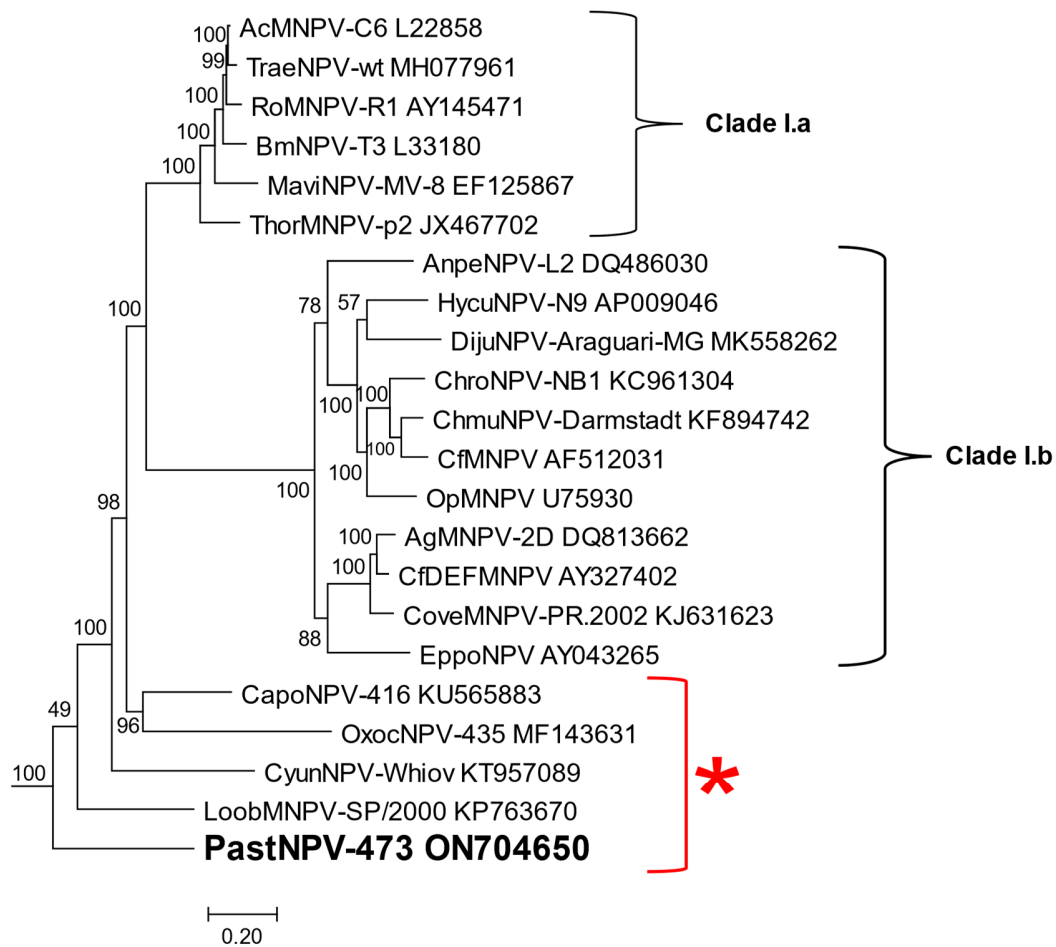 AcMNPV-C6 L22858
100
TraeNPV-wt MH077961
99
RoMNPV-R1 AY145471
100
Clade I.a
BmNPV-T3 L33180
100
MaviNPV-MV-8 EF125867
100
ThorMNPV-p2 JX467702
AnpeNPV-L2 DQ486030
78
HycuNPV-N9 AP009046
57
100
DijuNPV-Araguari-MG MK558262
ChroNPV-NB1 KC961304
100
100
ChmuNPV-Darmstadt KF894742
100
CfMNPV AF512031
Clade I.b
100
100
OpMNPV U75930
98
AgMNPV-2D DQ813662
100
CfDEFMNPV AY327402
100
CoveMNPV-PR.2002 KJ631623
100
88
EppoNPV AY043265
CapoNPV-416 KU565883
49
96
OxocNPV-435 MF143631
CyunNPV-Whiov KT957089
*
100
LoobMNPV-SP/2000 KP763670
PastNPV-473 ON704650
0.20